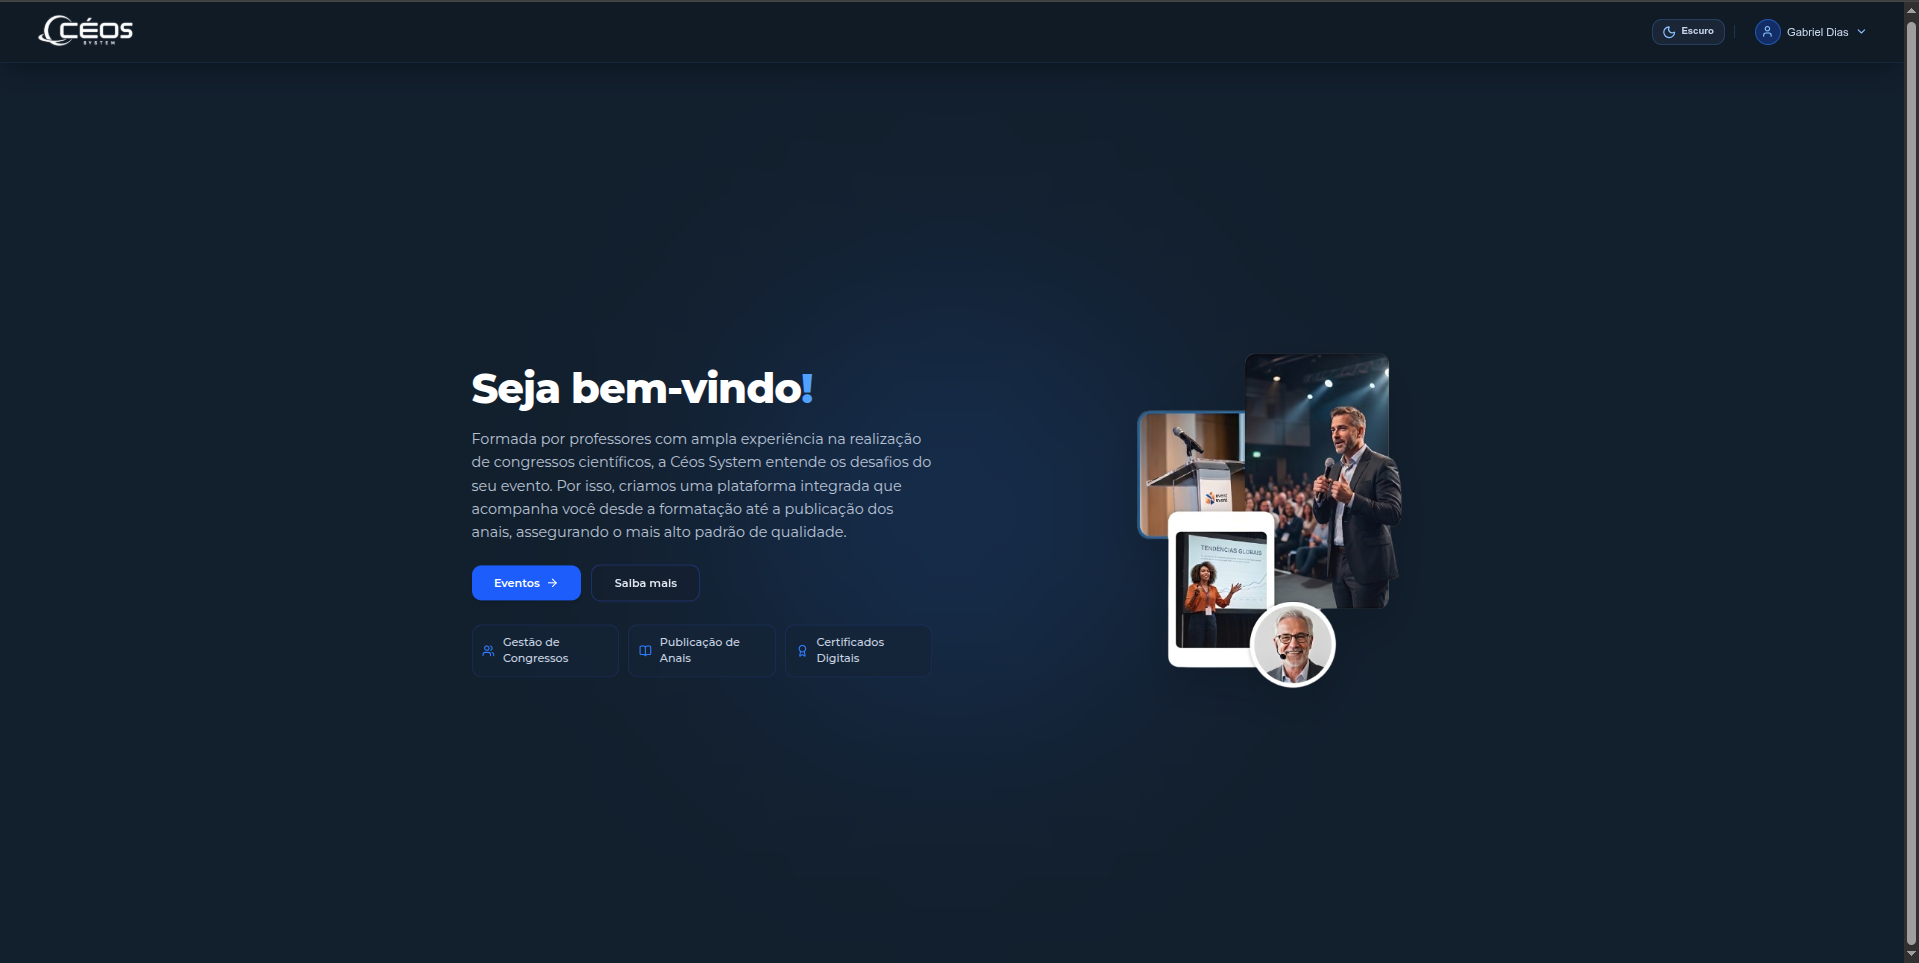 CÉOS
SYSTEM
Escuro
Gabriel Dias
Seja bem-vindo!
Formada por professores com ampla experiência na realização
de congressos científicos, a Céos System entende os desafios do
seu evento. Por isso, criamos uma plataforma integrada que
acompanha você desde a formatação até a publicação dos
anais, assegurando o mais alto padrão de qualidade.
Eventos
Saiba mais
Gestão de
Congressos
Publicação de
Anais
Certificados
Digitais
TENDÊNCIAS GLOBAIS